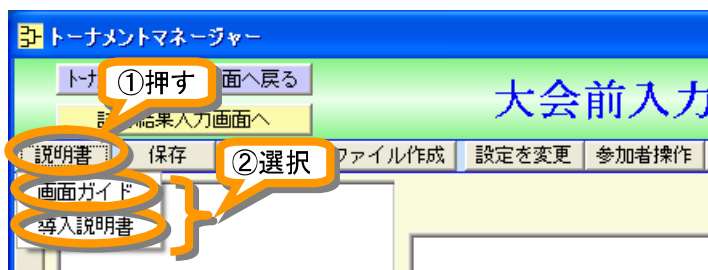 トーナメントマネージャー
トーナ
面へ戻る
①押す
大会前入力
結果入力画面へ
説明書
保存
②選択
ファイル作成
設定を変更
参加者操作
画面ガイド
導入説明書